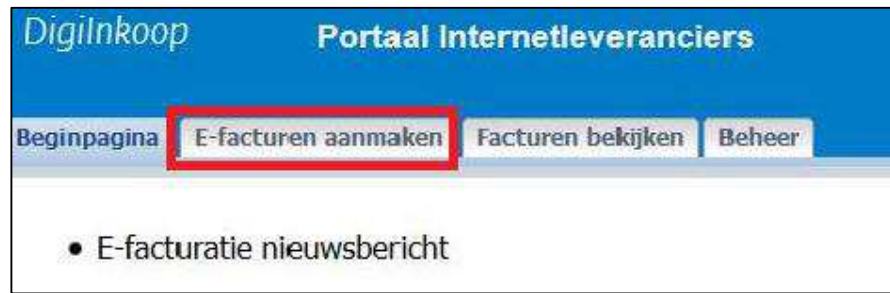 DigiInkoop Portaal Internetleveranciers
Beginpagina E-facturen aanmaken Facturen bekijken Beheer
• E-facturatie nieuwsbericht